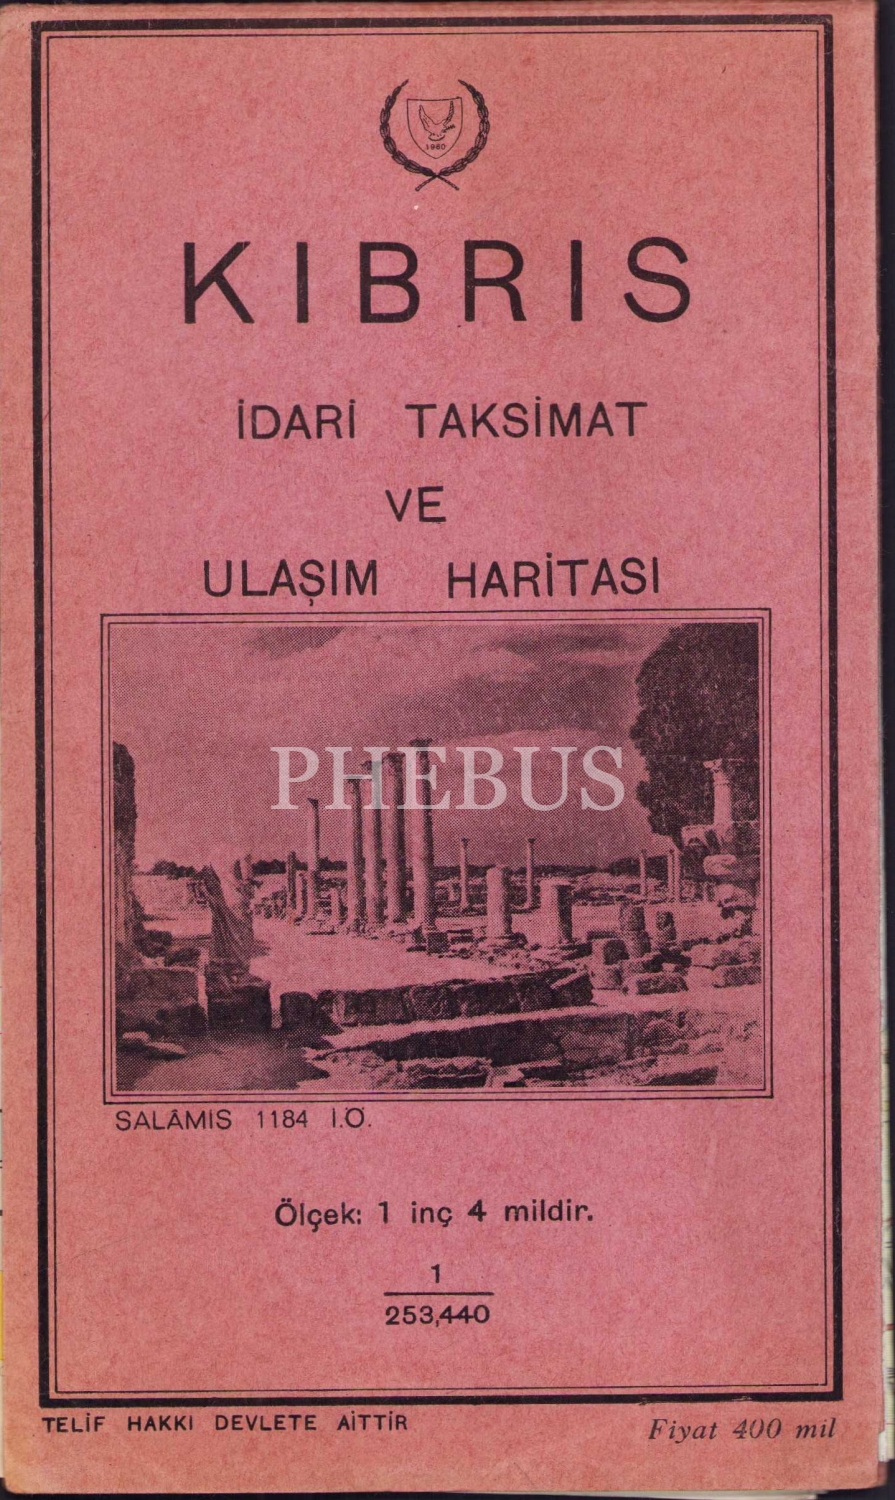 1960
KIBRIS
İDARİ TAKSİMAT
VE
ULAŞIM HARİTASI
PHEBUS
SALÂMIS 1184 İ.Ö.
Ölçek: 1 inç 4 mildir.
1
253,440
TELİF HAKKI DEVLETE AİTTİR
Fiyat 400 mil